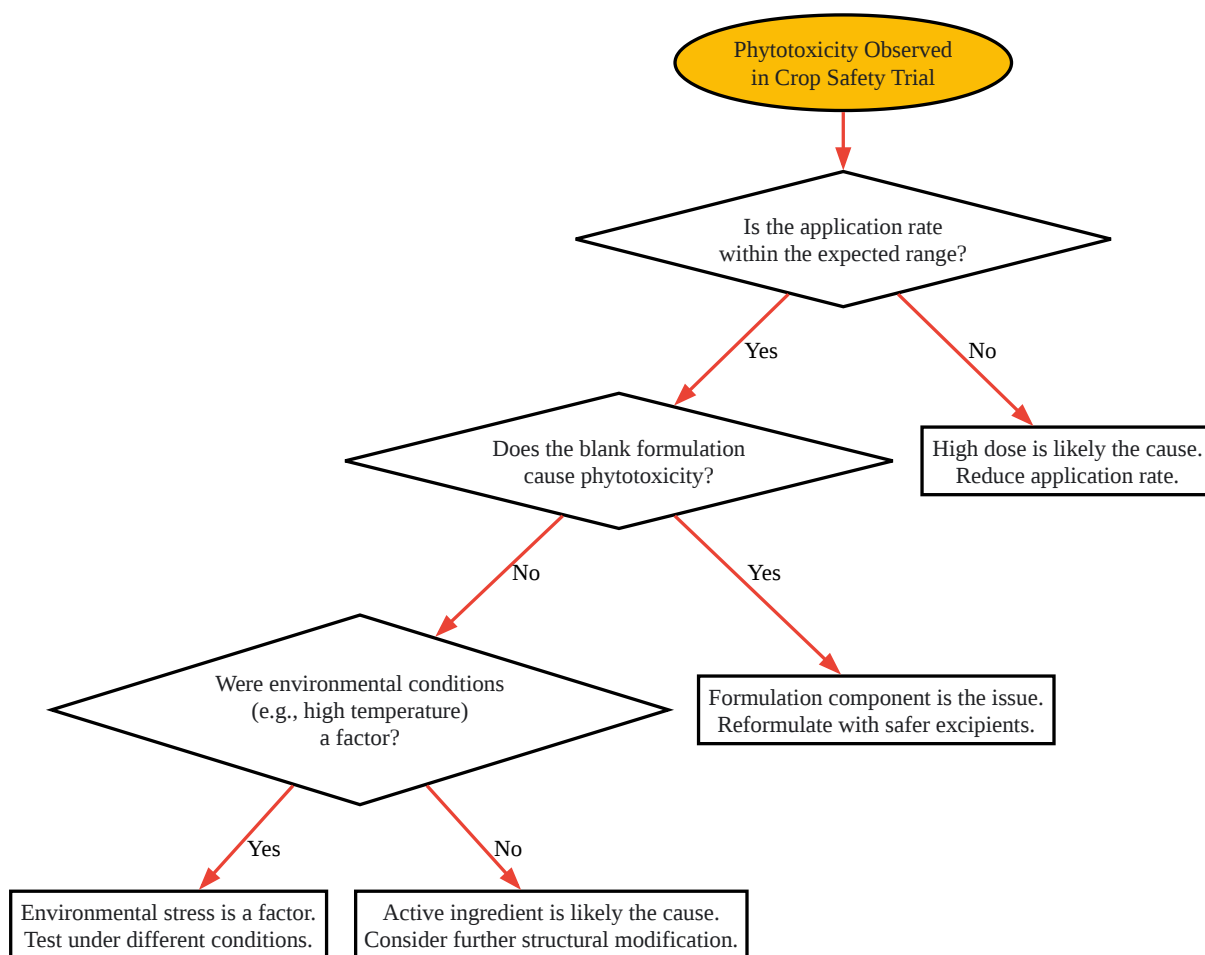 Phytotoxicity Observed
in Crop Safety Trial
Is the application rate
within the expected range?
Yes
No
Does the blank formulation
cause phytotoxicity?
High dose is likely the cause.
Reduce application rate.
No
Yes
Were environmental conditions
(e.g., high temperature)
a factor?
Formulation component is the issue.
Reformulate with safer excipients.
Yes
No
Environmental stress is a factor.
Test under different conditions.
Active ingredient is likely the cause.
Consider further structural modification.